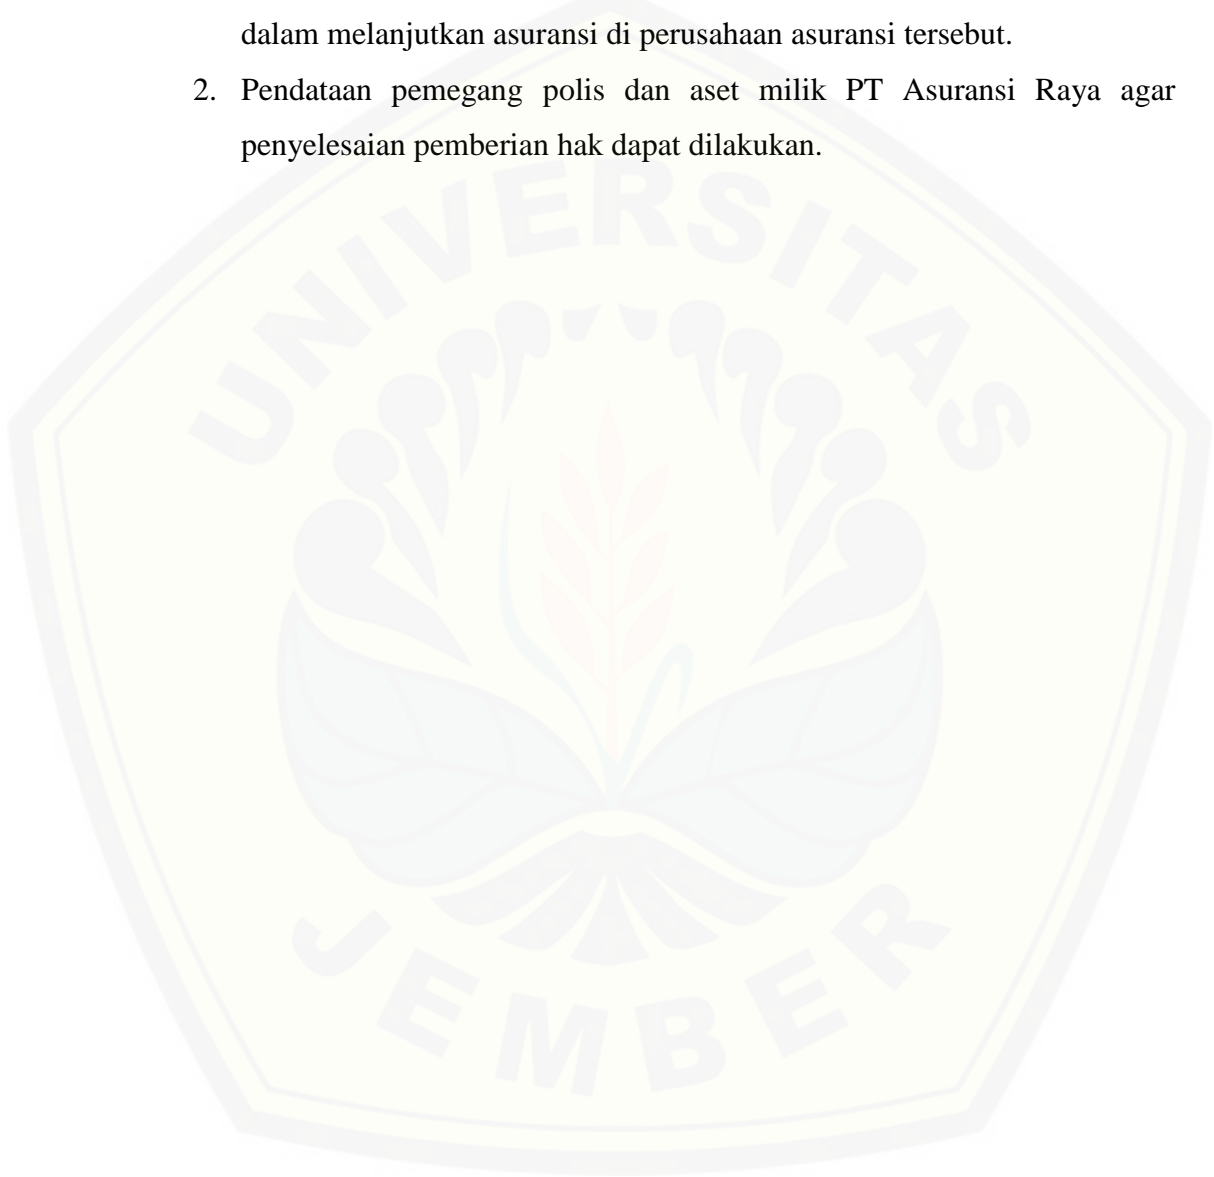 dalam melanjutkan asuransi di perusahaan asuransi tersebut.
2. Pendataan pemegang polis dan aset milik PT Asuransi Raya agar
penyelesaian pemberian hak dapat dilakukan.
UNIVERSITAS
JEMBER